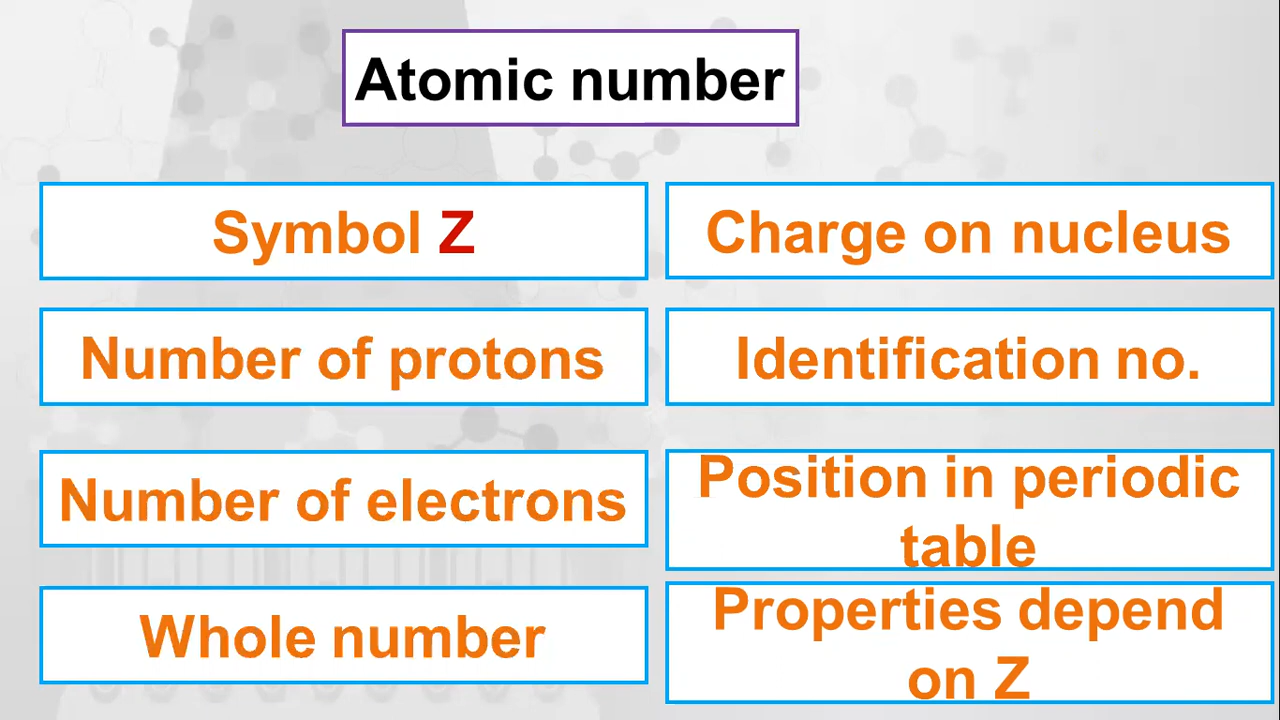 Atomic number
Symbol Z
Charge on nucleus
Number of protons
Identification no.
Number of electrons
Position in periodic
table
Whole number
Properties depend
on Z